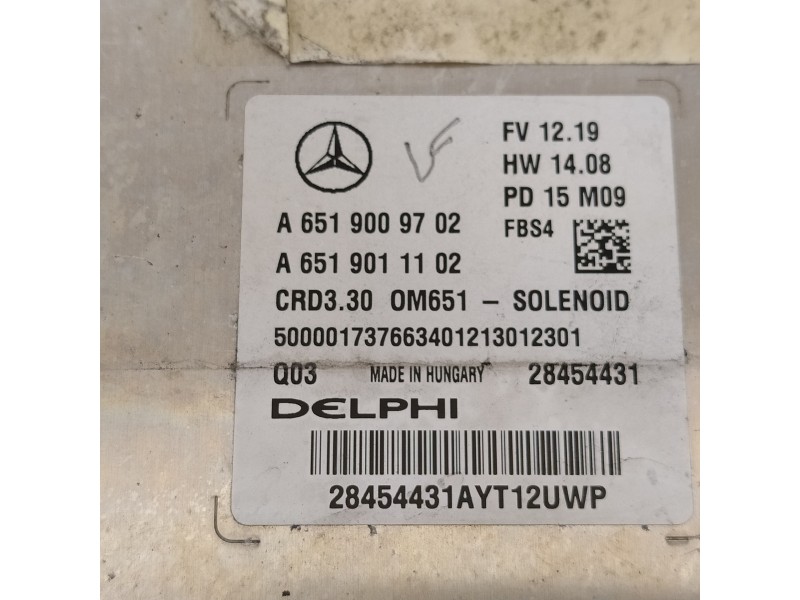 FV 12.19
HW 14.08
PD 15 M09
A 651 900 97 02
FBS4
A 651 901 11 02
CRD3.30 OM651 - SOLENOID
500001737663401213012301
Q03 MADE IN HUNGARY 28454431
DELPHI
28454431AYT12UWP